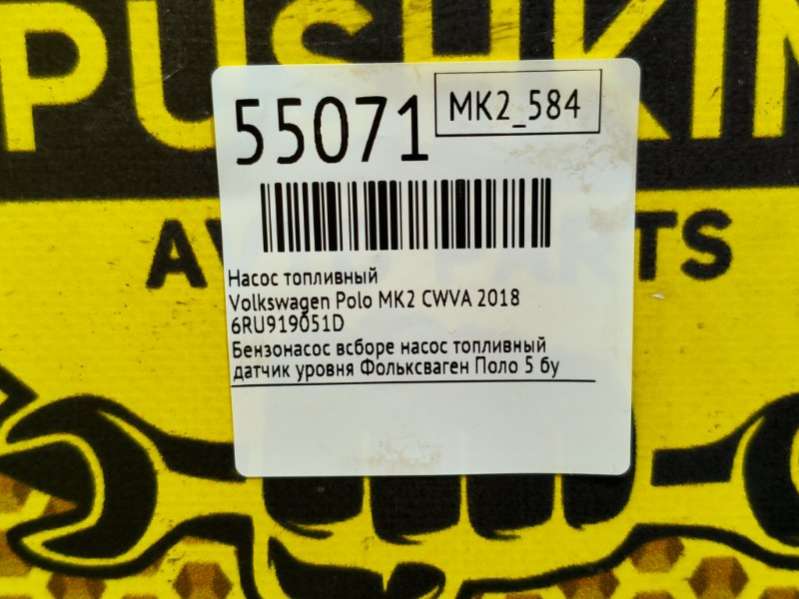 PUSHKIN
55071
MK2_584
Насос топливный
Volkswagen Polo MK2 CWVA 2018
6RU919051D
Бензонасос всборе насос топливный
датчик уровня Фольксваген Поло 5 бу